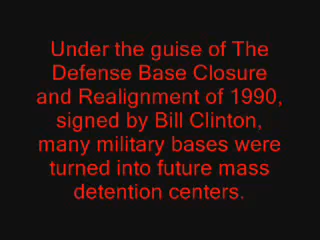 Under the guise of The
Defense Base Closure
and Realignment of 1990,
signed by Bill Clinton,
many military bases were
turned into future mass
detention centers.